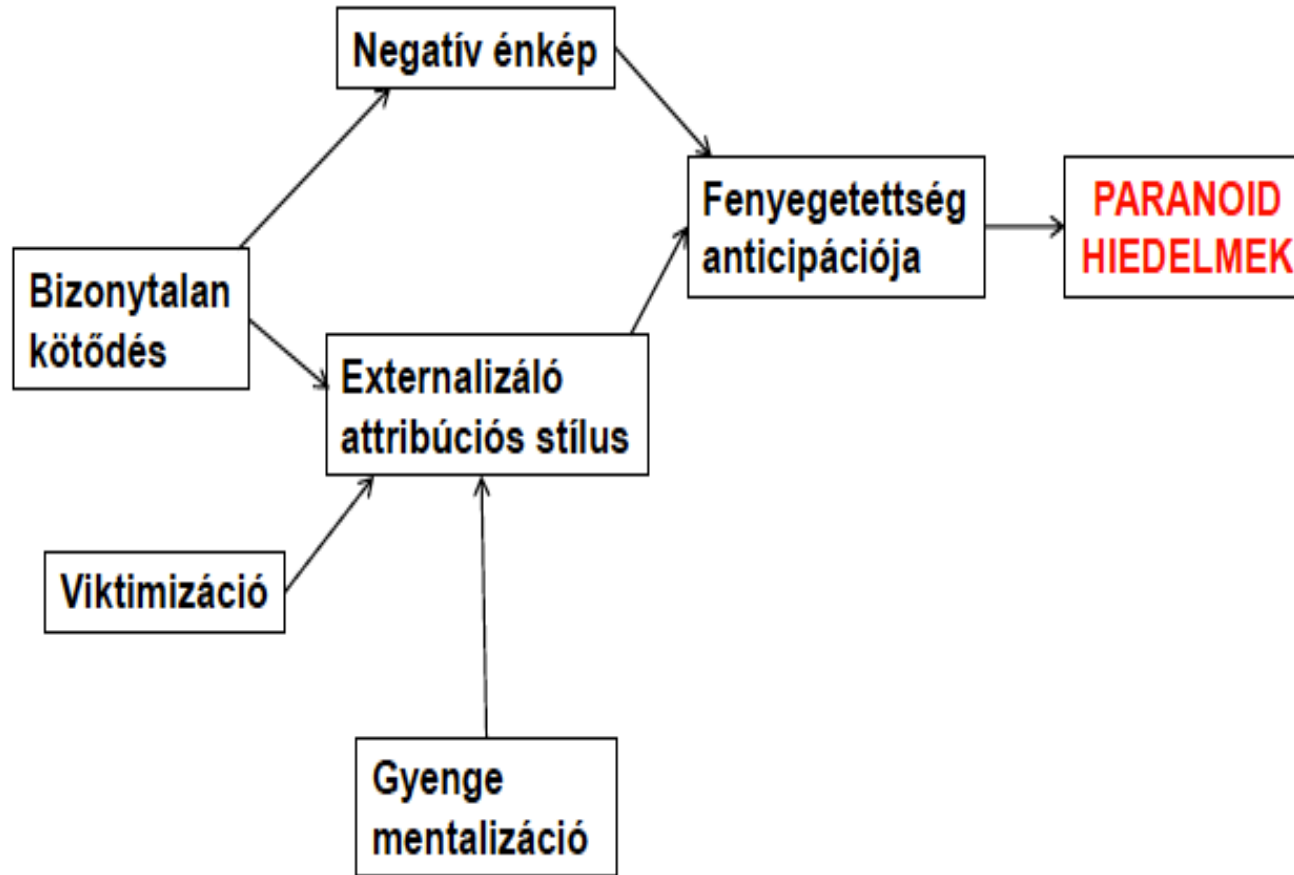 Negatív énkép
Fenyegetettség
anticipációja
PARANOID
HIEDELMEK
Bizonytalan
kötődés
Externalizáló
attribúciós stílus
Viktimizáció
Gyenge
mentalizáció